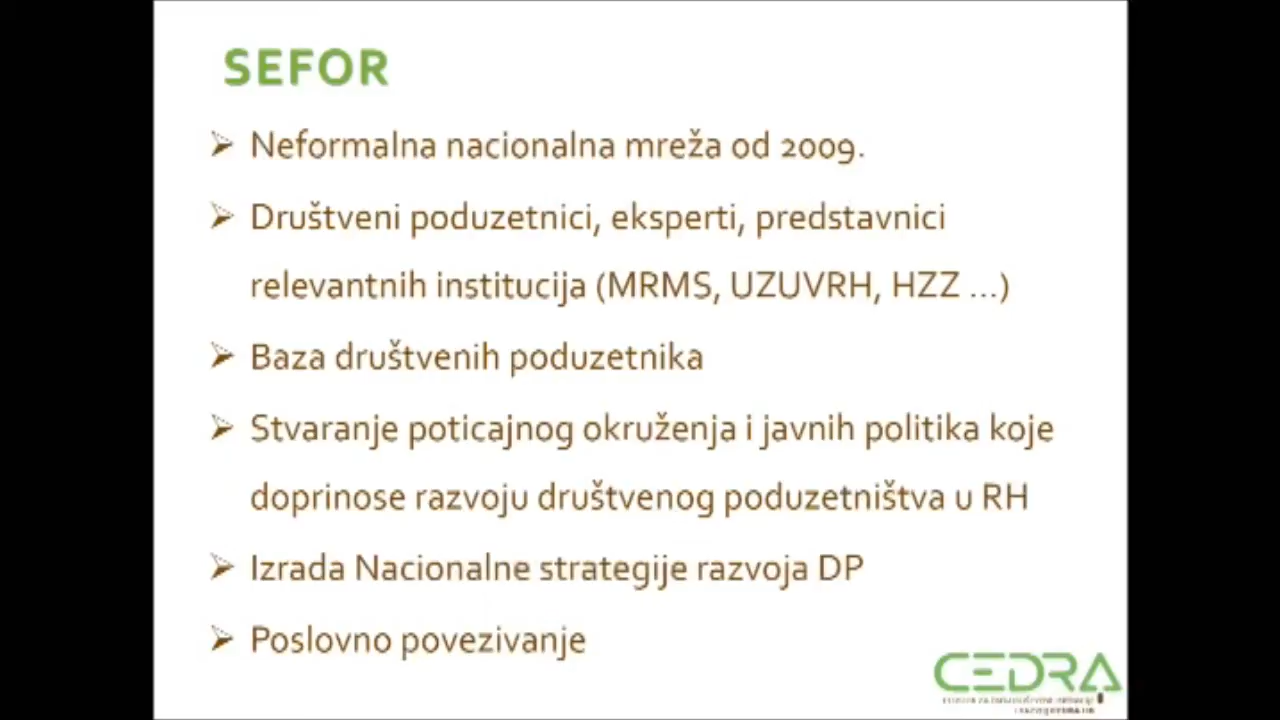 SEFOR
Neformalna nacionalna mreža od 2009.
Društveni poduzetnici, eksperti, predstavnici
relevantnih institucija (MRMS, UZUVRH, HZZ ...)
Baza društvenih poduzetnika
Stvaranje poticajnog okruženja i javnih politika koje
doprinose razvoju društvenog poduzetništva u RH
Izrada Nacionalne strategije razvoja DP
Poslovno povezivanje
CEDRA